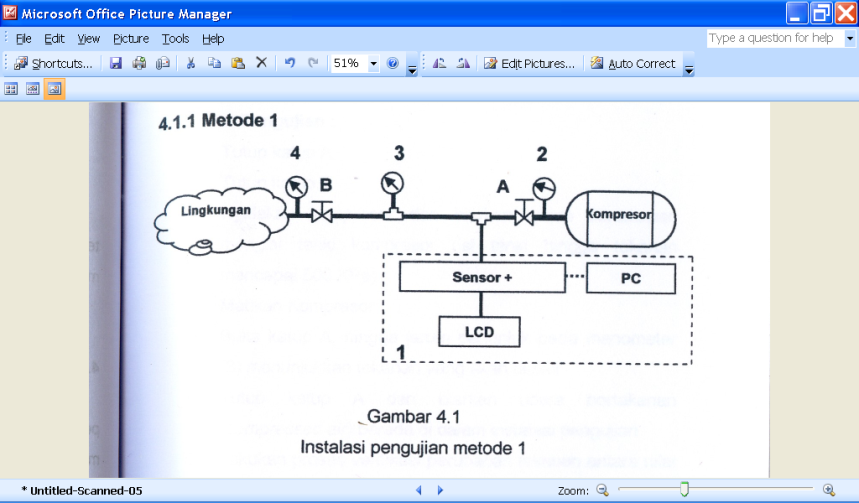 Microsoft Office Picture Manager
File Edit View Picture Tools Help
Type a question for help
Shortcuts... 51% Edit Pictures... Auto Correct
4.1.1 Metode 1
4 3 2
B A
Lingkungan
Kompresor
Sensor + PC
LCD
1
Gambar 4.1
Instalasi pengujian metode 1
* Untitled-Scanned-05
Zoom: